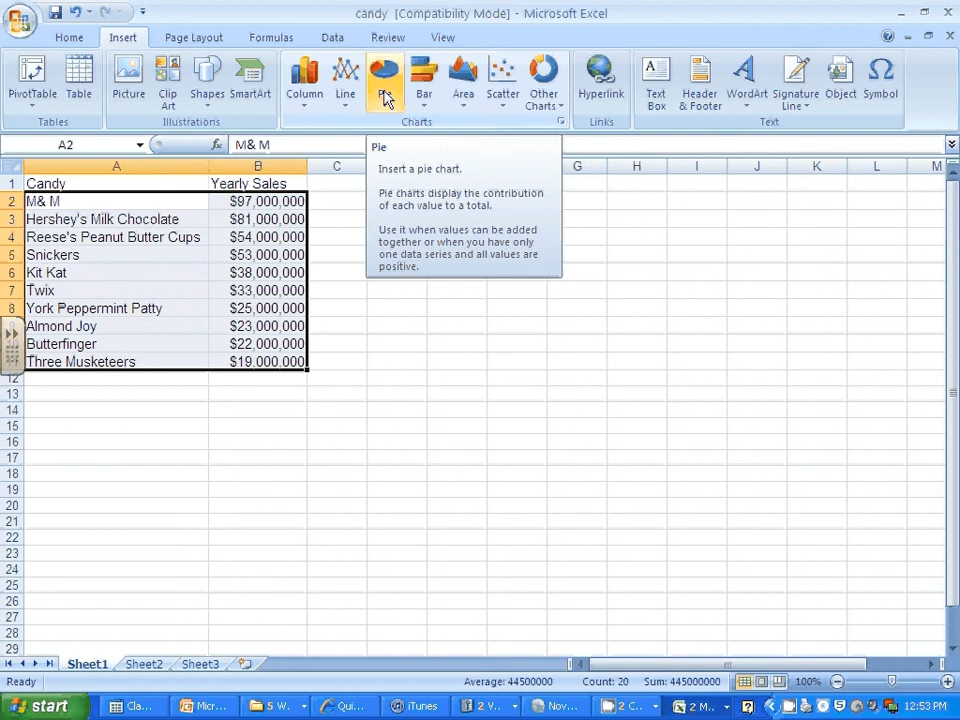 candy [Compatibility Mode] - Microsoft Excel
Home Insert Page Layout Formulas Data Review View
PivotTable Table Picture Clip Art Shapes SmartArt Column Line Pie Bar Area Scatter Other Charts Hyperlink Text Box Header & Footer WordArt Signature Line Object Symbol
Tables Illustrations Charts Links Text
A2 fx M& M
Pie
Insert a pie chart.
Pie charts display the contribution
of each value to a total.
Use it when values can be added
together or when you have only
one data series and all values are
positive.
A B C G H I J K L M
1 Candy Yearly Sales
2 M& M $97,000,000
3 Hershey's Milk Chocolate $81,000,000
4 Reese's Peanut Butter Cups $54,000,000
5 Snickers $53,000,000
6 Kit Kat $38,000,000
7 Twix $33,000,000
8 York Peppermint Patty $25,000,000
Almond Joy $23,000,000
Butterfinger $22,000,000
Three Musketeers $19,000,000
12
13
14
15
16
17
18
19
20
21
22
23
24
25
26
27
28
29
Sheet1 Sheet2 Sheet3
Ready Average: 44500000 Count: 20 Sum: 445000000 100%
start Cla... Micr... 5 W... Qui... iTunes 2 V... Nov... 2 C... 2 M... 12:53 PM